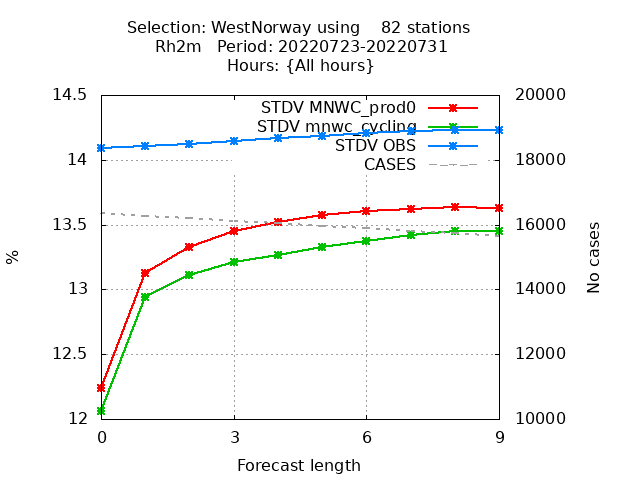 Selection: WestNorway using    82 stations
Rh2m   Period: 20220723-20220731
Hours: {All hours}
14.5
14
13.5
13
12.5
12
20000
18000
16000
14000
12000
10000
STDV MNWC_prod0
STDV mnwc_cycling
STDV OBS
CASES
%
No cases
0
3
6
9
Forecast length